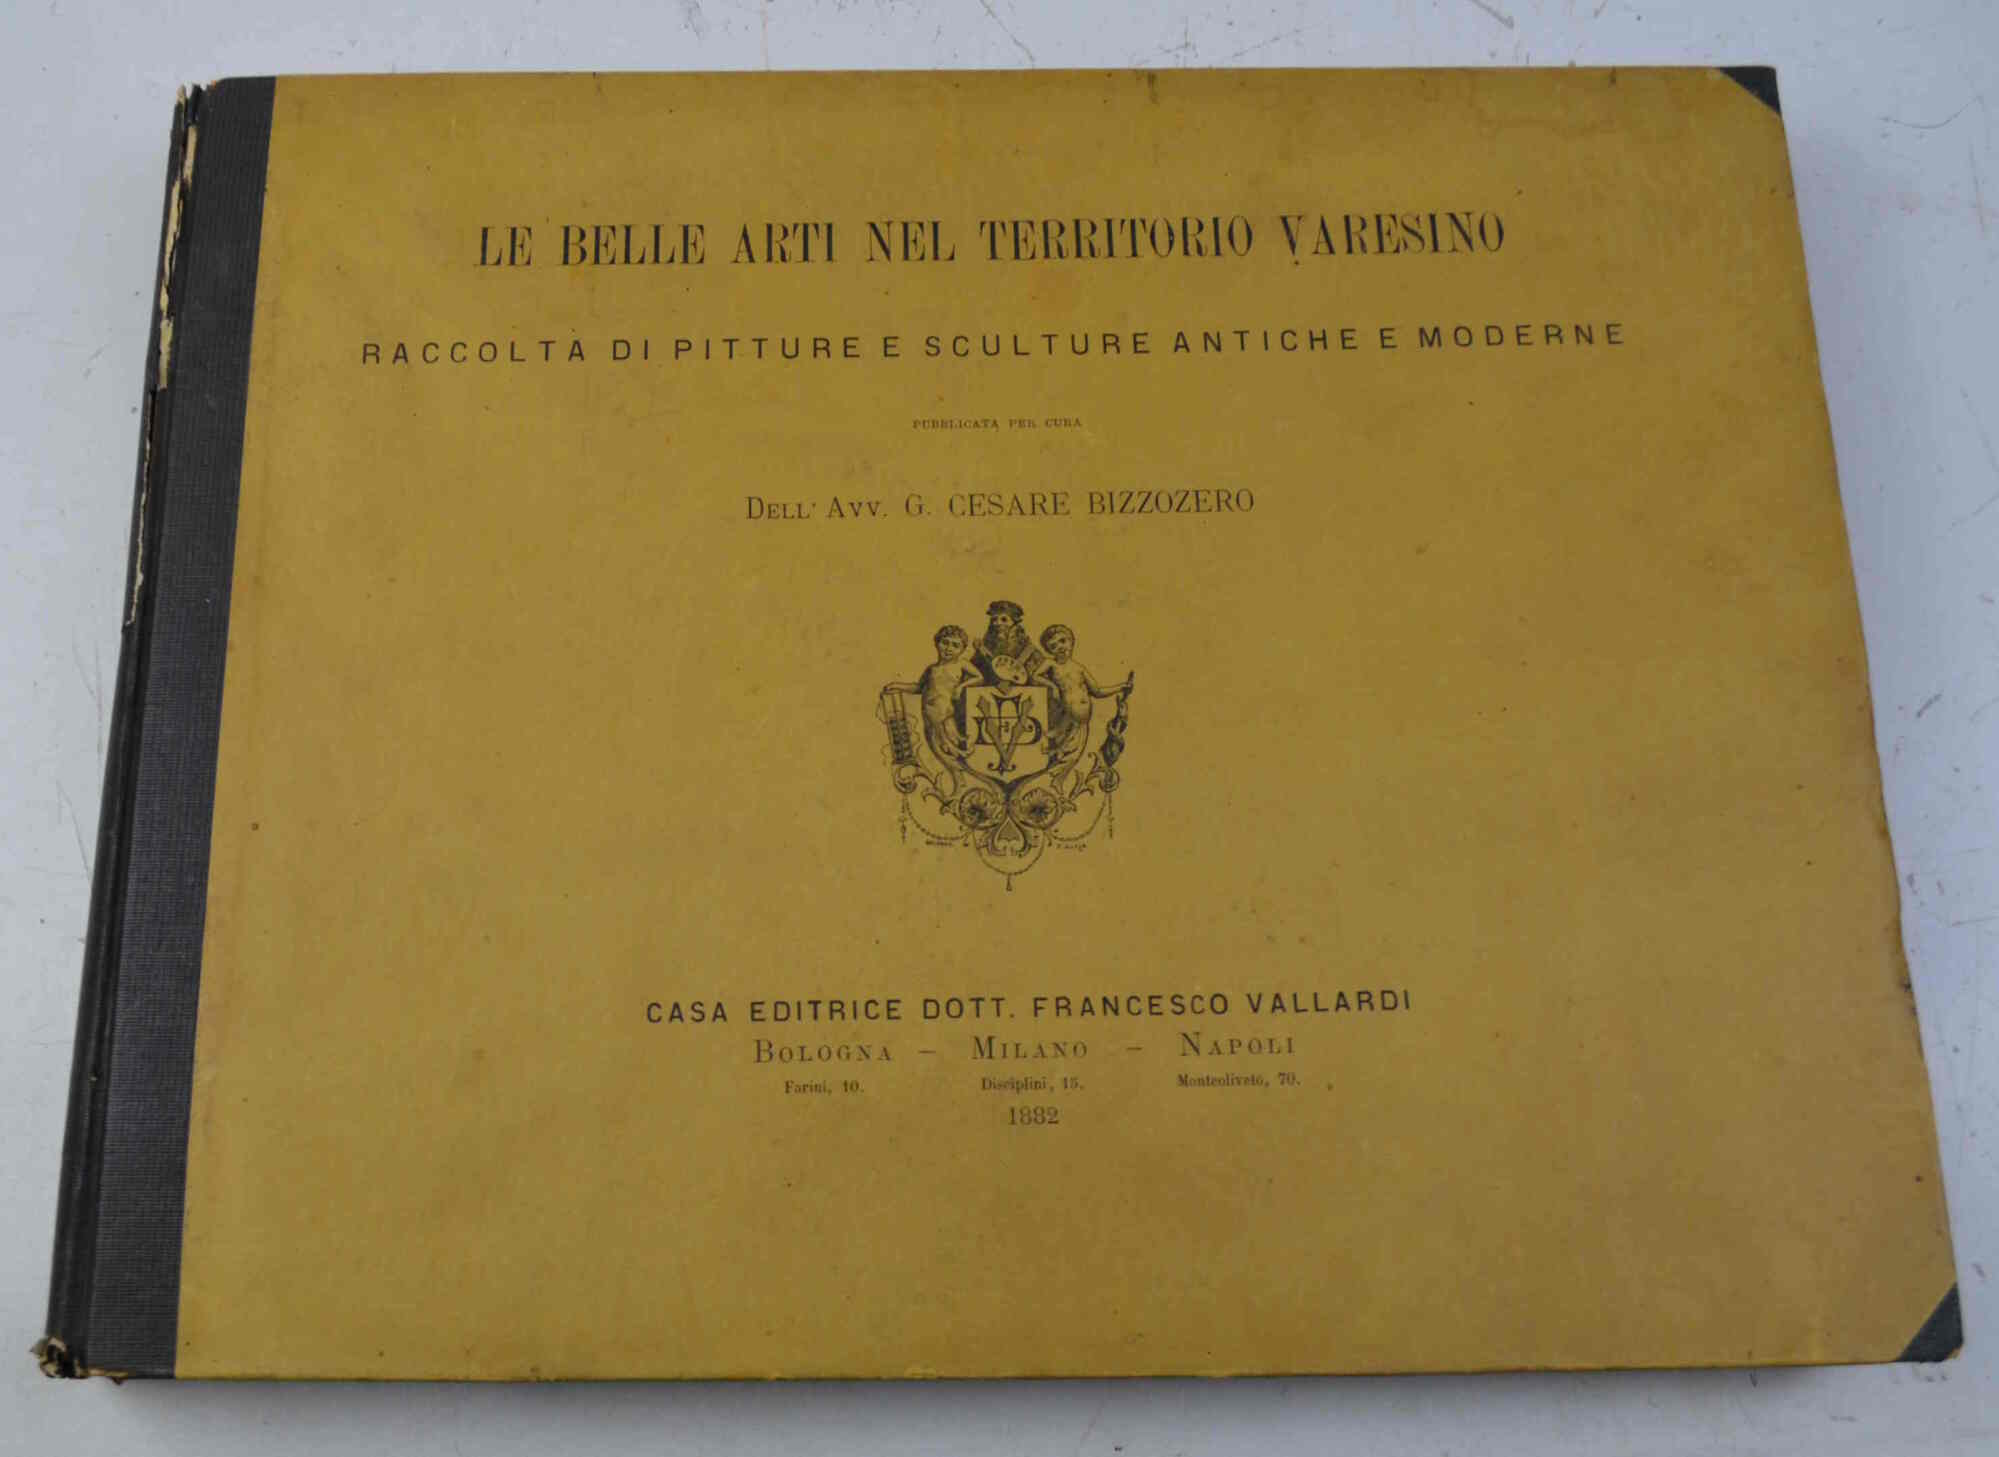 LE BELLE ARTI NEL TERRITORIO VARESINO
RACCOLTA DI PITTURE E SCULTURE ANTICHE E MODERNE
PUBBLICATA PER CURA
DELL' AVV. G. CESARE BIZZOZERO
CASA EDITRICE DOTT. FRANCESCO VALLARDI
BOLOGNA — MILANO — NAPOLI
Farini, 10. Disciplini, 15. Monteoliveto, 70.
1882